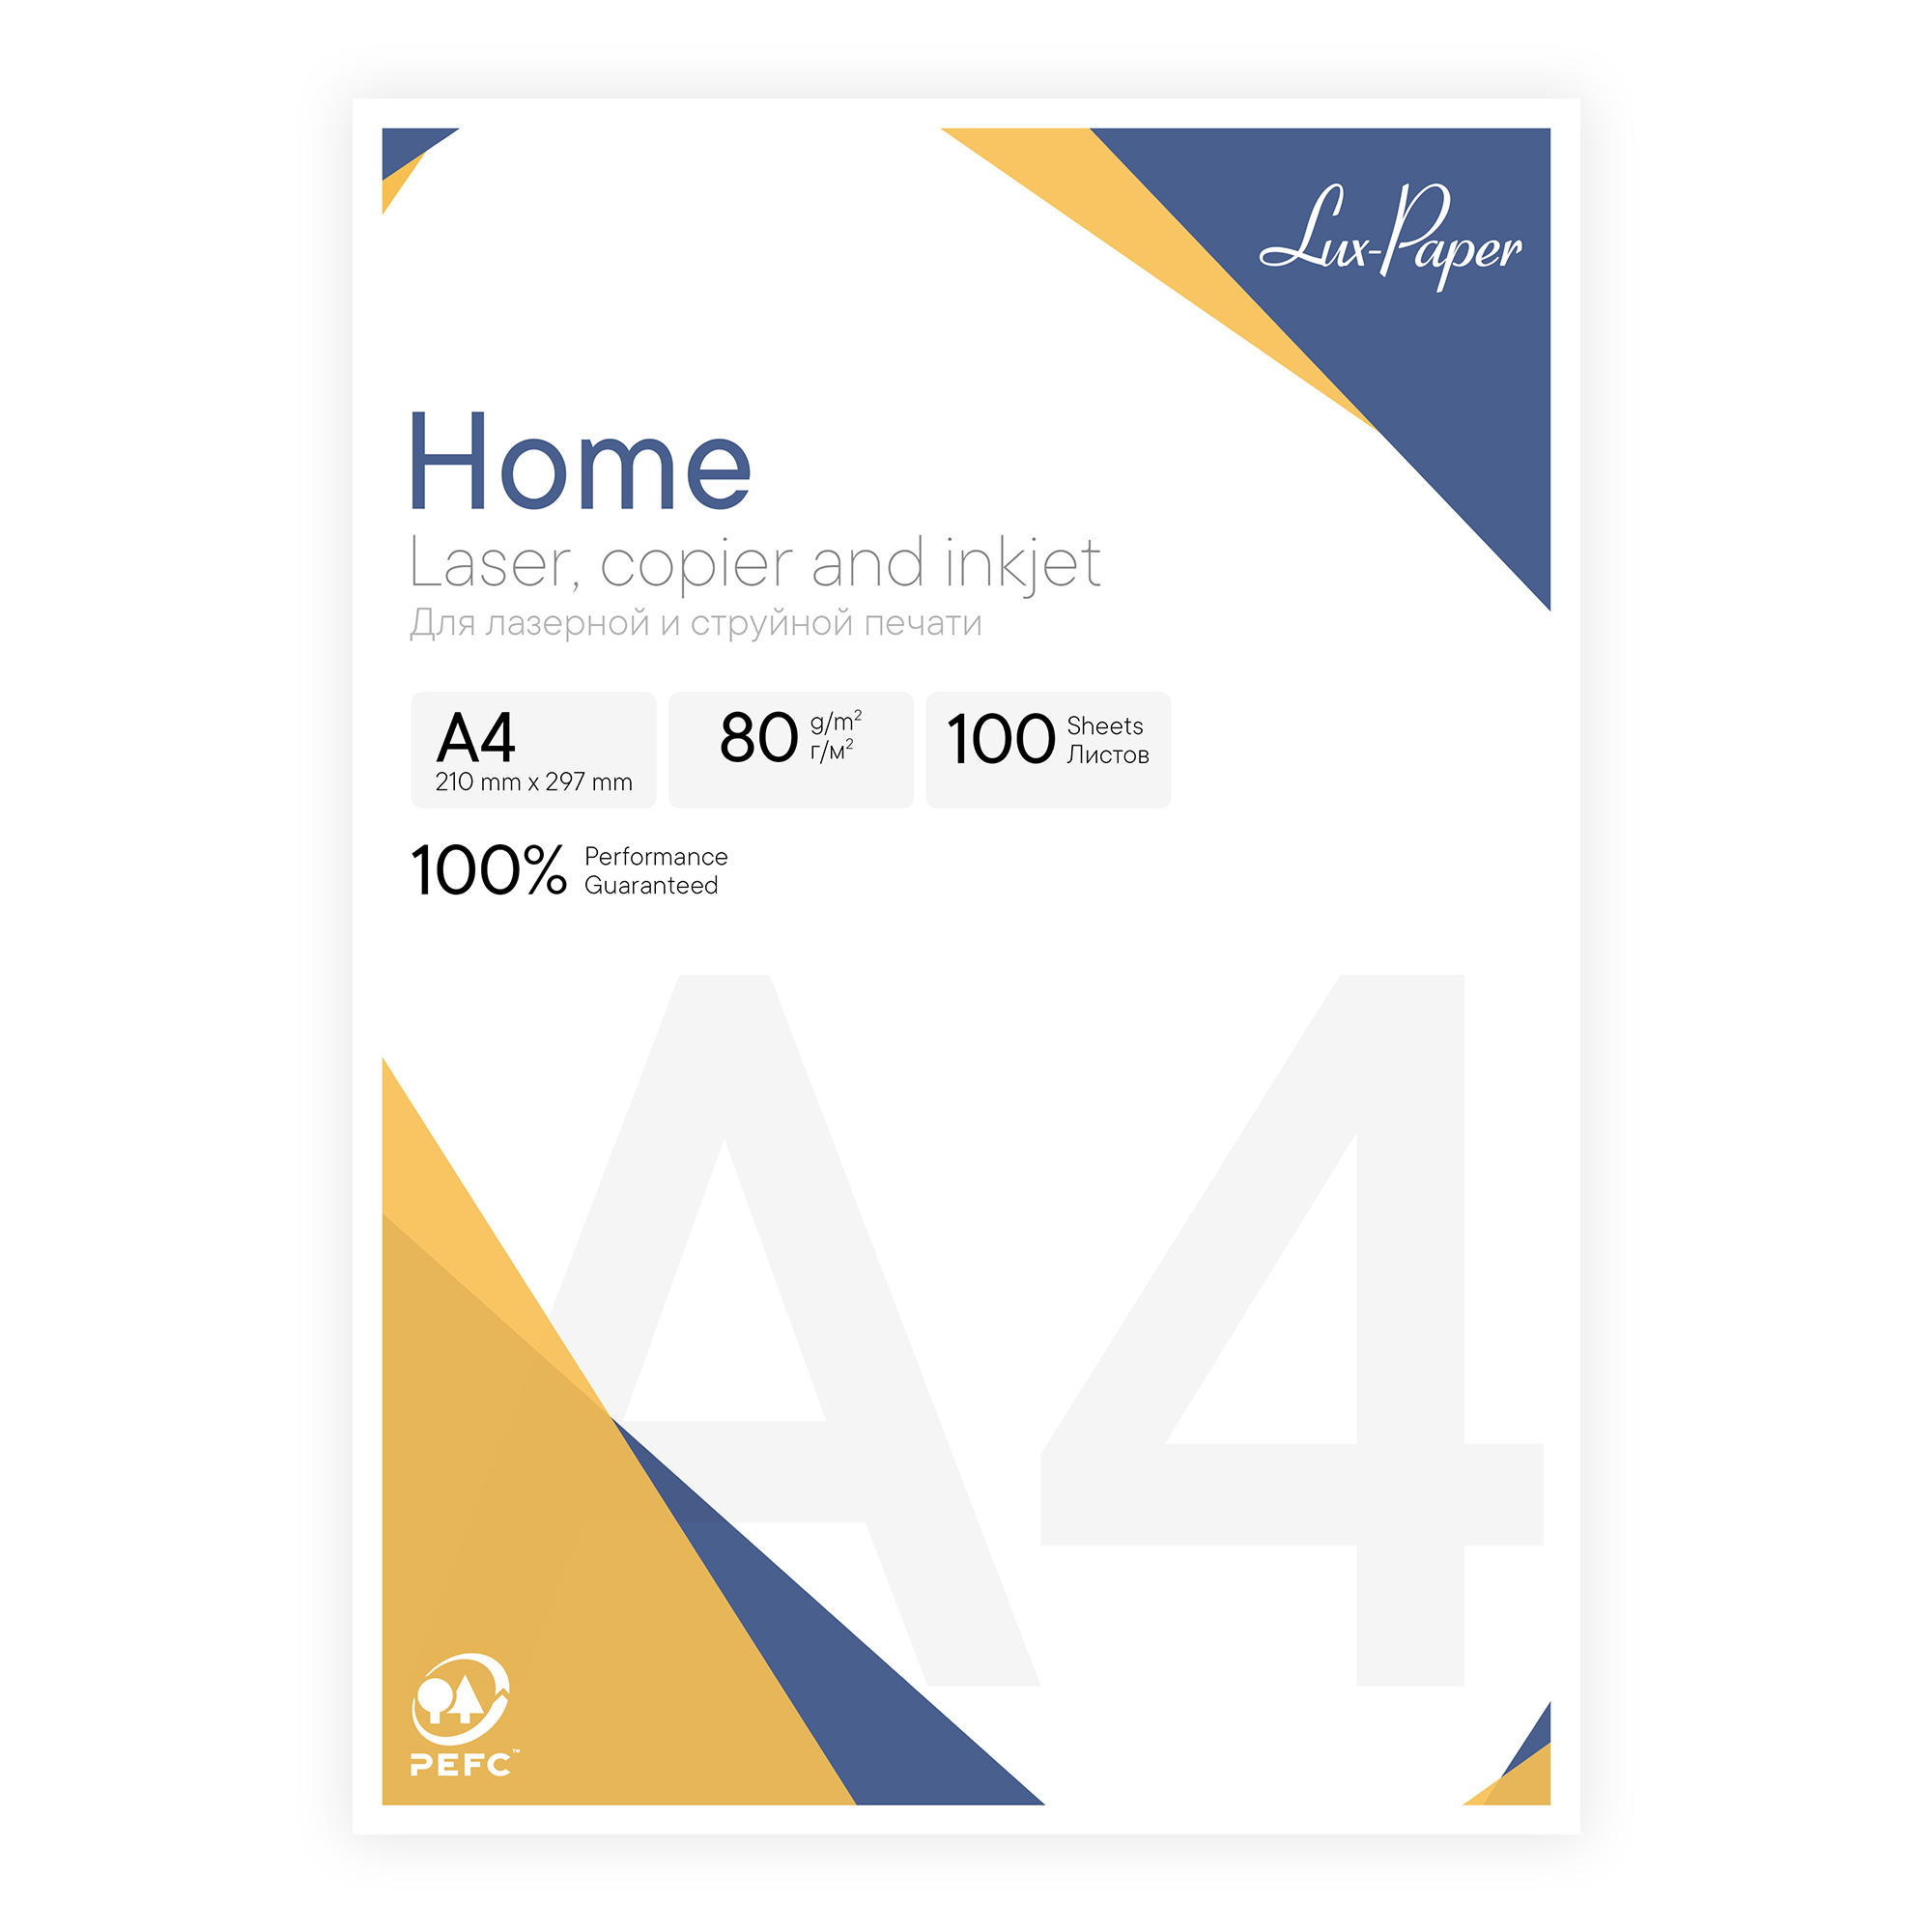 Lux-Paper
Home
Laser, copier and inkjet
Для лазерной и струйной печати
A4
210 mm x 297 mm
80 g/m²
г/м²
100 Sheets
Листов
100% Performance
Guaranteed
A4
PEFC™